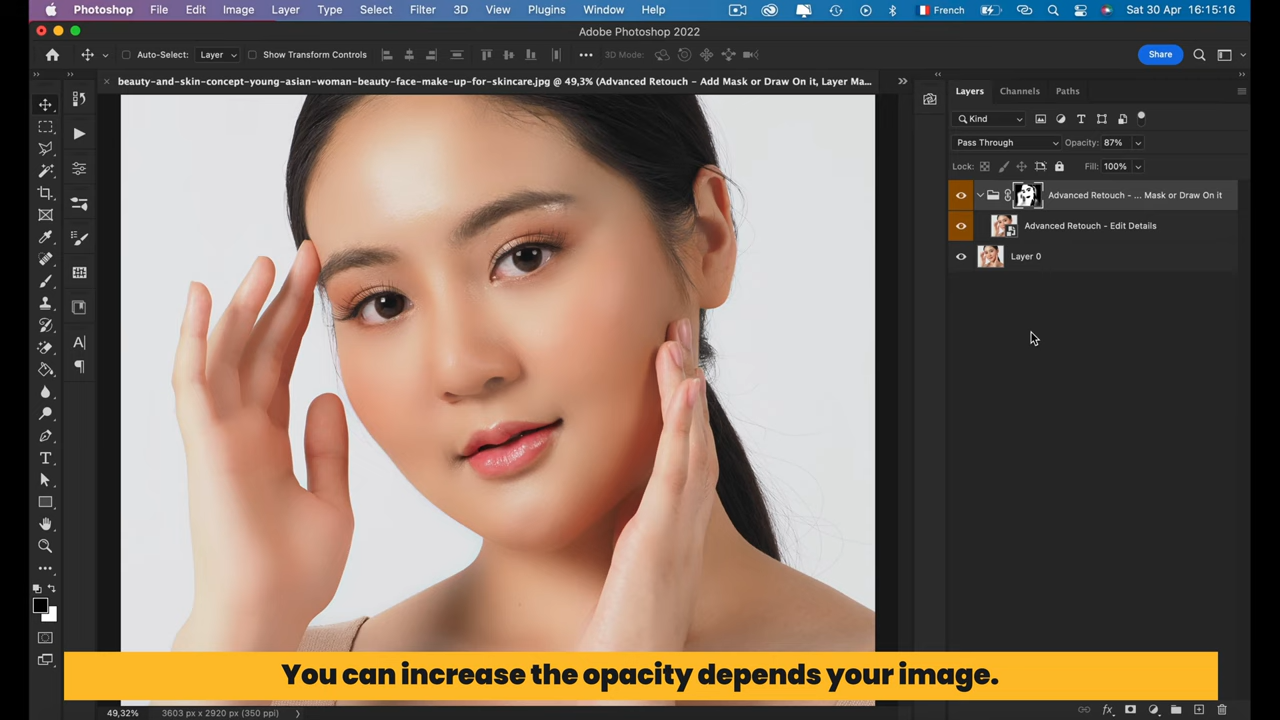 Photoshop File Edit Image Layer Type Select Filter 3D View Plugins Window Help French Sat 30 Apr 16:15:16
Adobe Photoshop 2022
Auto-Select: Layer Show Transform Controls 3D Mode: Share
beauty-and-skin-concept-young-asian-woman-beauty-face-make-up-for-skincare.jpg @ 49,3% (Advanced Retouch - Add Mask or Draw On it, Layer Ma...
Layers Channels Paths
Kind
Pass Through Opacity: 87%
Lock: Fill: 100%
Advanced Retouch - ... Mask or Draw On it
Advanced Retouch - Edit Details
Layer 0
You can increase the opacity depends your image.
49,32% 3603 px x 2920 px (350 ppi)